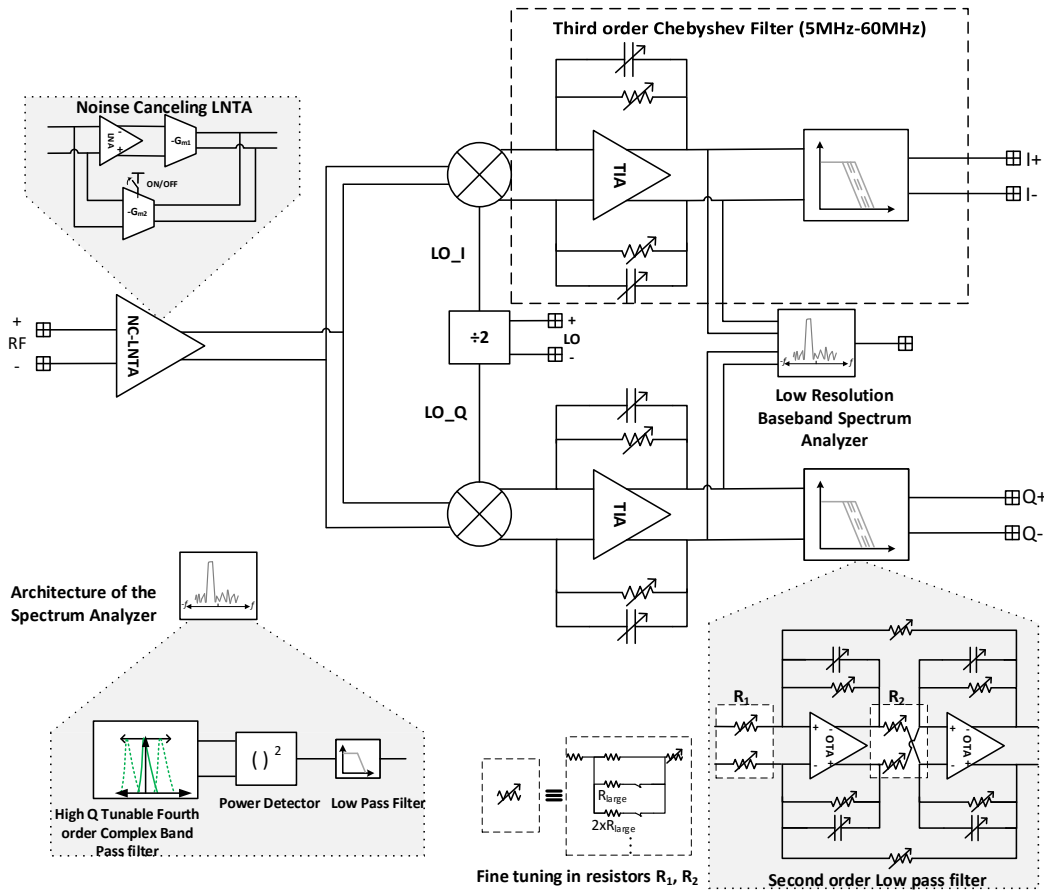 Third order Chebyshev Filter (5MHz-60MHz)
Noinse Canceling LNTA
LNA
-
+
-Gm1
ON/OFF
-Gm2
TIA
I+
I-
LO_I
+
RF
-
NC-LNTA
÷2
+
LO
-
-f
f
Low Resolution
Baseband Spectrum
Analyzer
LO_Q
TIA
Q+
Q-
Architecture of the
Spectrum Analyzer
-f
f
R1
R2
+
-
OTA
-
+
+
-
OTA
-
+
( ) 2
Power Detector
Low Pass Filter
High Q Tunable Fourth
order Complex Band
Pass filter
≡
Rlarge
2xRlarge
⋮
Fine tuning in resistors R1, R2
Second order Low pass filter